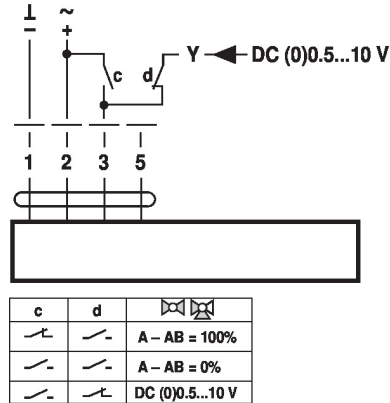 ⊥ ~
– +
c d Y DC (0)0.5...10 V
1 2 3 5
c d
A – AB = 100%
A – AB = 0%
DC (0)0.5...10 V